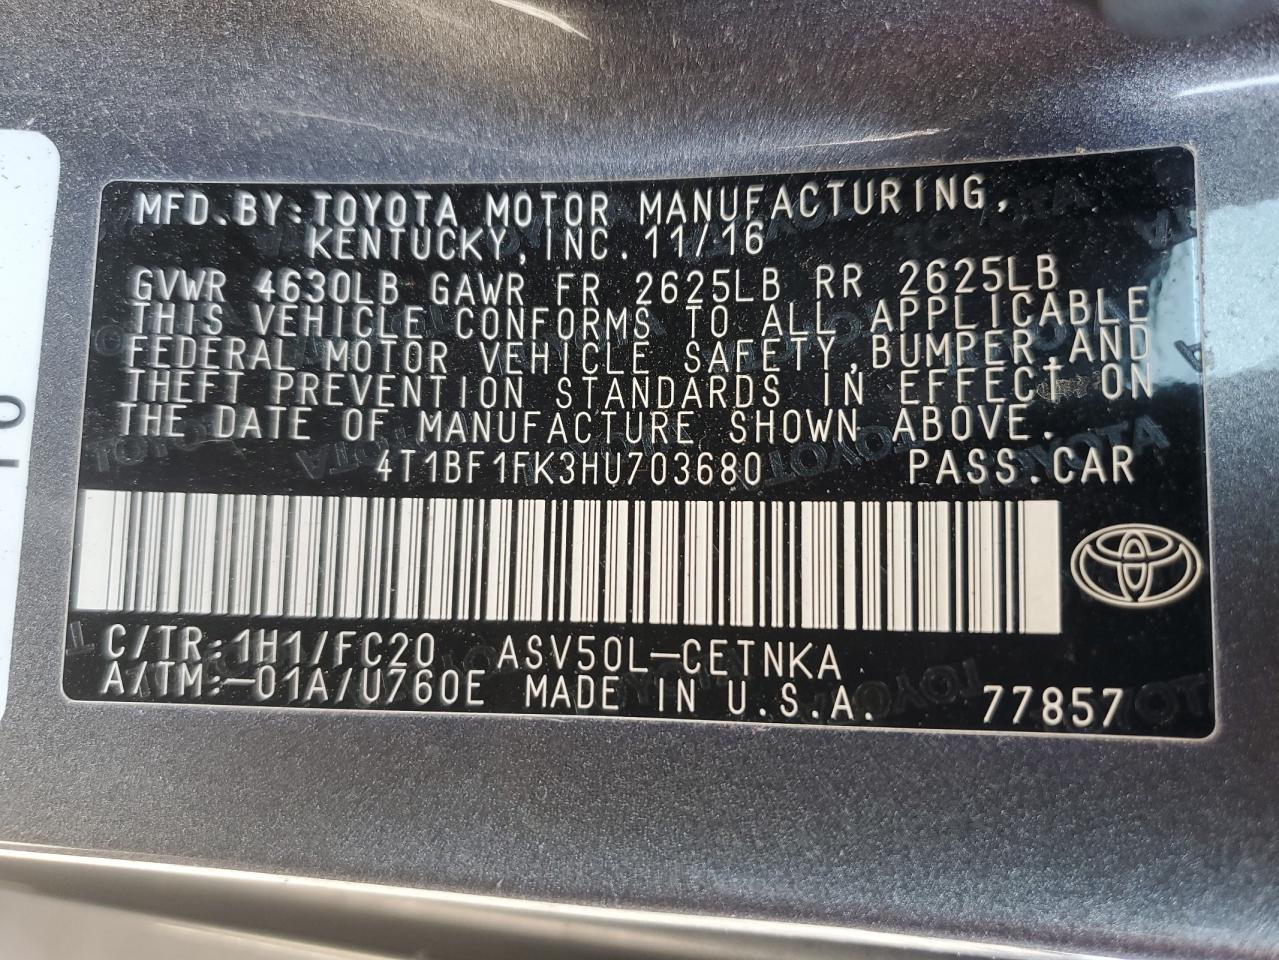 MFD.BY:TOYOTA MOTOR MANUFACTURING,
KENTUCKY,INC. 11/16
GVWR 4630LB GAWR FR 2625LB RR 2625LB
THIS VEHICLE CONFORMS TO ALL APPLICABLE
FEDERAL MOTOR VEHICLE SAFETY,BUMPER,AND
THEFT PREVENTION STANDARDS IN EFFECT ON
THE DATE OF MANUFACTURE SHOWN ABOVE.
4T1BF1FK3HU703680 PASS.CAR
C/TR:1H1/FC20 ASV50L-CETNKA
A/TM:-01A/U760E MADE IN U.S.A. 77857